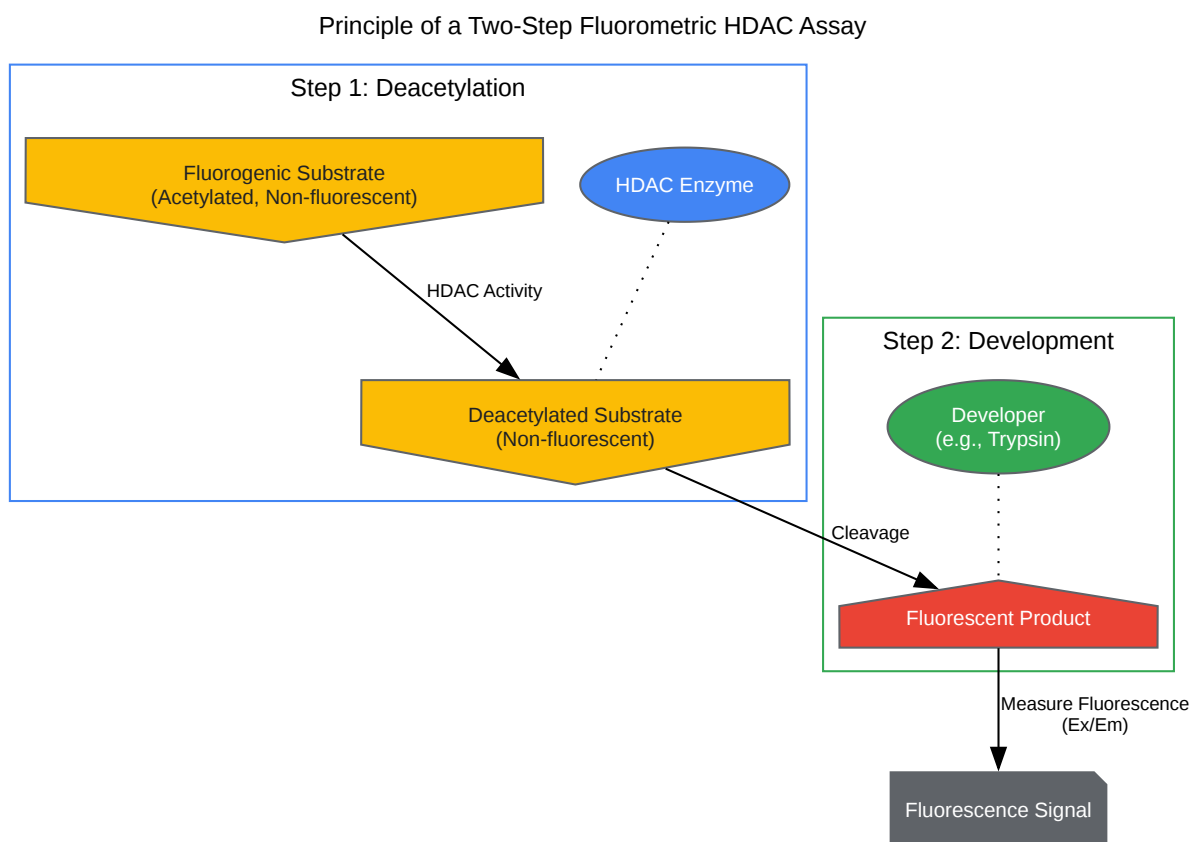 Principle of a Two-Step Fluorometric HDAC Assay
Step 1: Deacetylation
Fluorogenic Substrate
(Acetylated, Non-fluorescent)
HDAC Enzyme
HDAC Activity
Deacetylated Substrate
(Non-fluorescent)
Step 2: Development
Developer
(e.g., Trypsin)
Cleavage
Fluorescent Product
Measure Fluorescence
(Ex/Em)
Fluorescence Signal